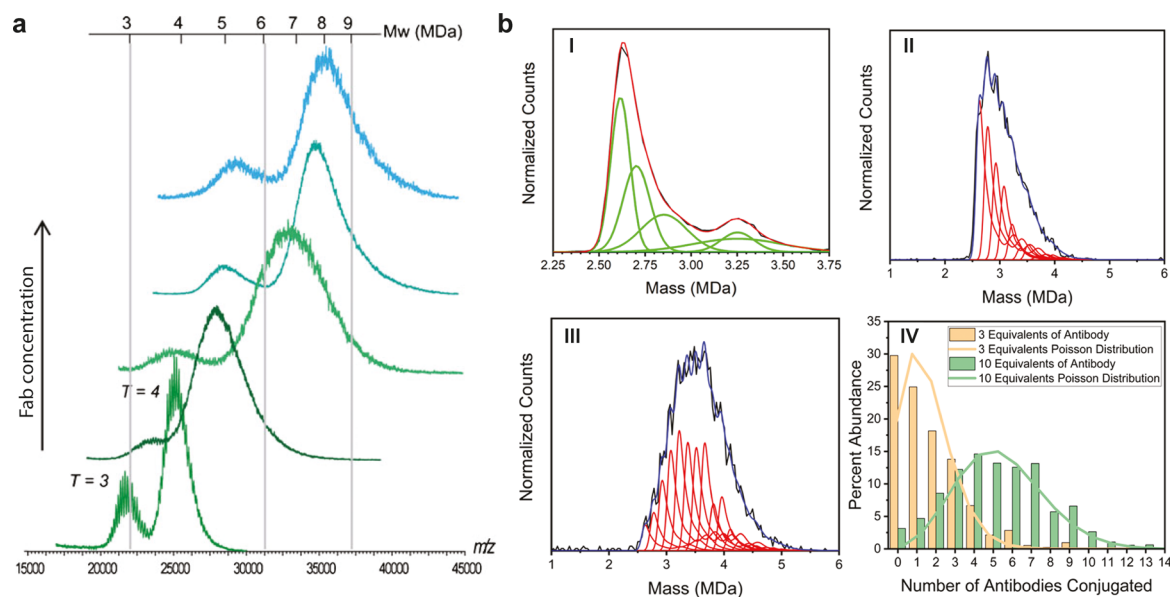 a
3 4 5 6 7 8 9 Mw (MDa)
Fab concentration
T = 4
T = 3
15000 20000 25000 30000 35000 40000 45000 m/z
b
I
Normalized Counts
2.25 2.50 2.75 3.00 3.25 3.50 3.75
Mass (MDa)
II
Normalized Counts
1 2 3 4 5 6
Mass (MDa)
III
Normalized Counts
1 2 3 4 5 6
Mass (MDa)
IV
3 Equivalents of Antibody
3 Equivalents Poisson Distribution
10 Equivalents of Antibody
10 Equivalents Poisson Distribution
Percent Abundance
35
30
25
20
15
10
5
0
0 1 2 3 4 5 6 7 8 9 10 11 12 13 14
Number of Antibodies Conjugated